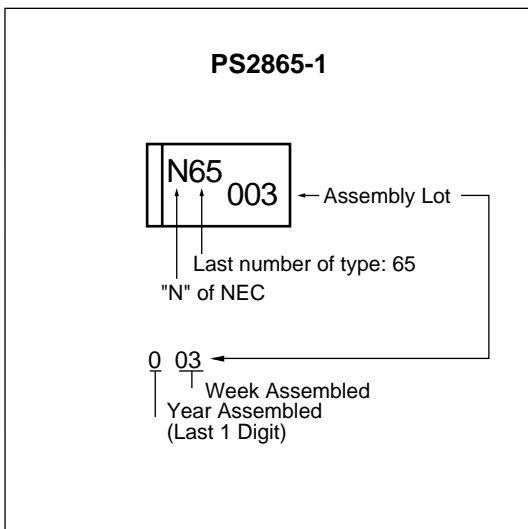 PS2865-1
N65
003
Assembly Lot
Last number of type: 65
"N" of NEC
0 03
Week Assembled
Year Assembled
(Last 1 Digit)